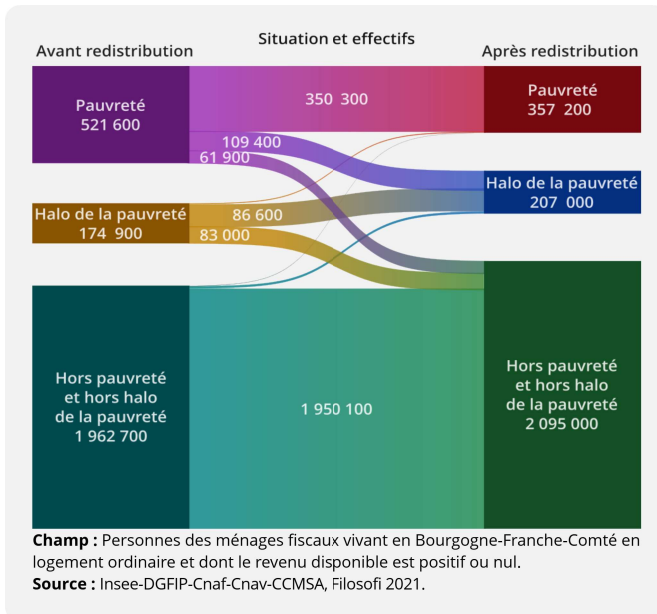 Situation et effectifs
Avant redistribution
Après redistribution
Pauvreté
521 600
350 300
Pauvreté
357 200
109 400
61 900
Halo de la pauvreté
207 000
Halo de la pauvreté
174 900
86 600
83 000
Hors pauvreté
et hors halo
de la pauvreté
1 962 700
1 950 100
Hors pauvreté
et hors halo
de la pauvreté
2 095 000
Champ : Personnes des ménages fiscaux vivant en Bourgogne-Franche-Comté en
logement ordinaire et dont le revenu disponible est positif ou nul.
Source : Insee-DGFIP-Cnaf-Cnav-CCMSA, Filosofi 2021.